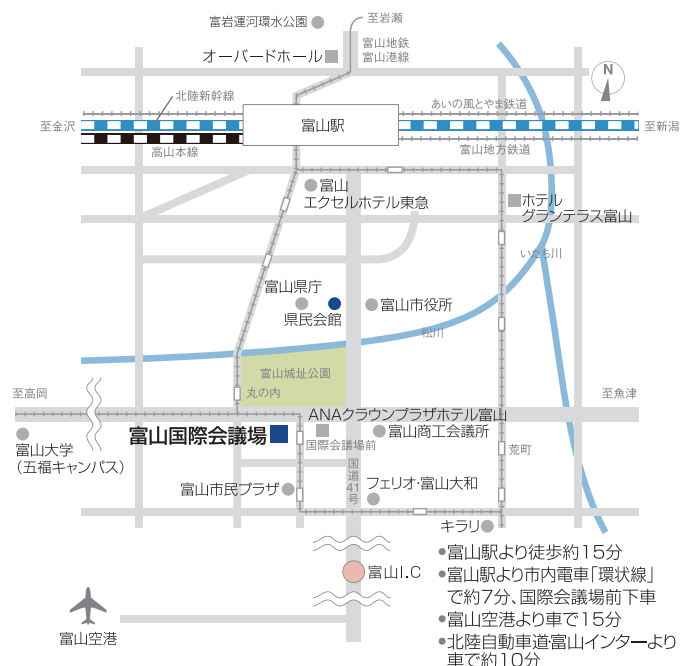 富岩運河環水公園
至岩瀬
オーバードホール
富山地鉄
富山港線
N
北陸新幹線
あいの風とやま鉄道
至金沢
富山駅
至新潟
高山本線
富山地方鉄道
富山
エクセルホテル東急
ホテル
グランテラス富山
いたち川
富山県庁
県民会館
富山市役所
松川
富山城址公園
丸の内
至高岡
至魚津
ANAクラウンプラザホテル富山
富山国際会議場
国際会議場前
富山商工会議所
荒町
富山大学
(五福キャンパス)
国道41号
富山市民プラザ
フェリオ・富山大和
キラリ
富山I.C
富山空港
●富山駅より徒歩約15分
●富山駅より市内電車「環状線」
で約7分、国際会議場前下車
●富山空港より車で15分
●北陸自動車道富山インターより
車で約10分